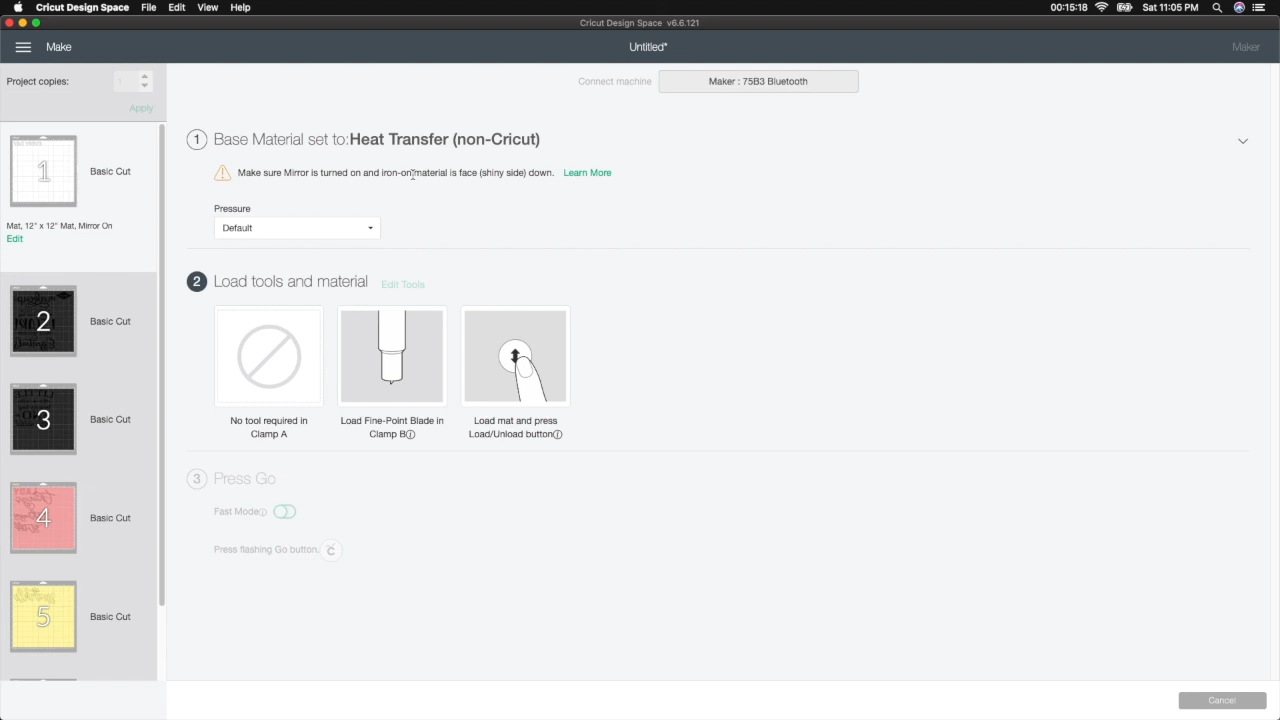 Cricut Design Space File Edit View Help 00:15:18 Sat 11:05 PM
Cricut Design Space v6.6.121
Make Untitled* Maker
Project copies: 1
Apply
Connect machine Maker : 75B3 Bluetooth
1 Base Material set to:Heat Transfer (non-Cricut)
Make sure Mirror is turned on and iron-on material is face (shiny side) down. Learn More
Pressure
Default
1 Basic Cut
Mat, 12" x 12" Mat, Mirror On
Edit
2 Basic Cut
3 Basic Cut
4 Basic Cut
5 Basic Cut
2 Load tools and material Edit Tools
No tool required in
Clamp A
Load Fine-Point Blade in
Clamp B
Load mat and press
Load/Unload button
3 Press Go
Fast Mode
Press flashing Go button.
Cancel